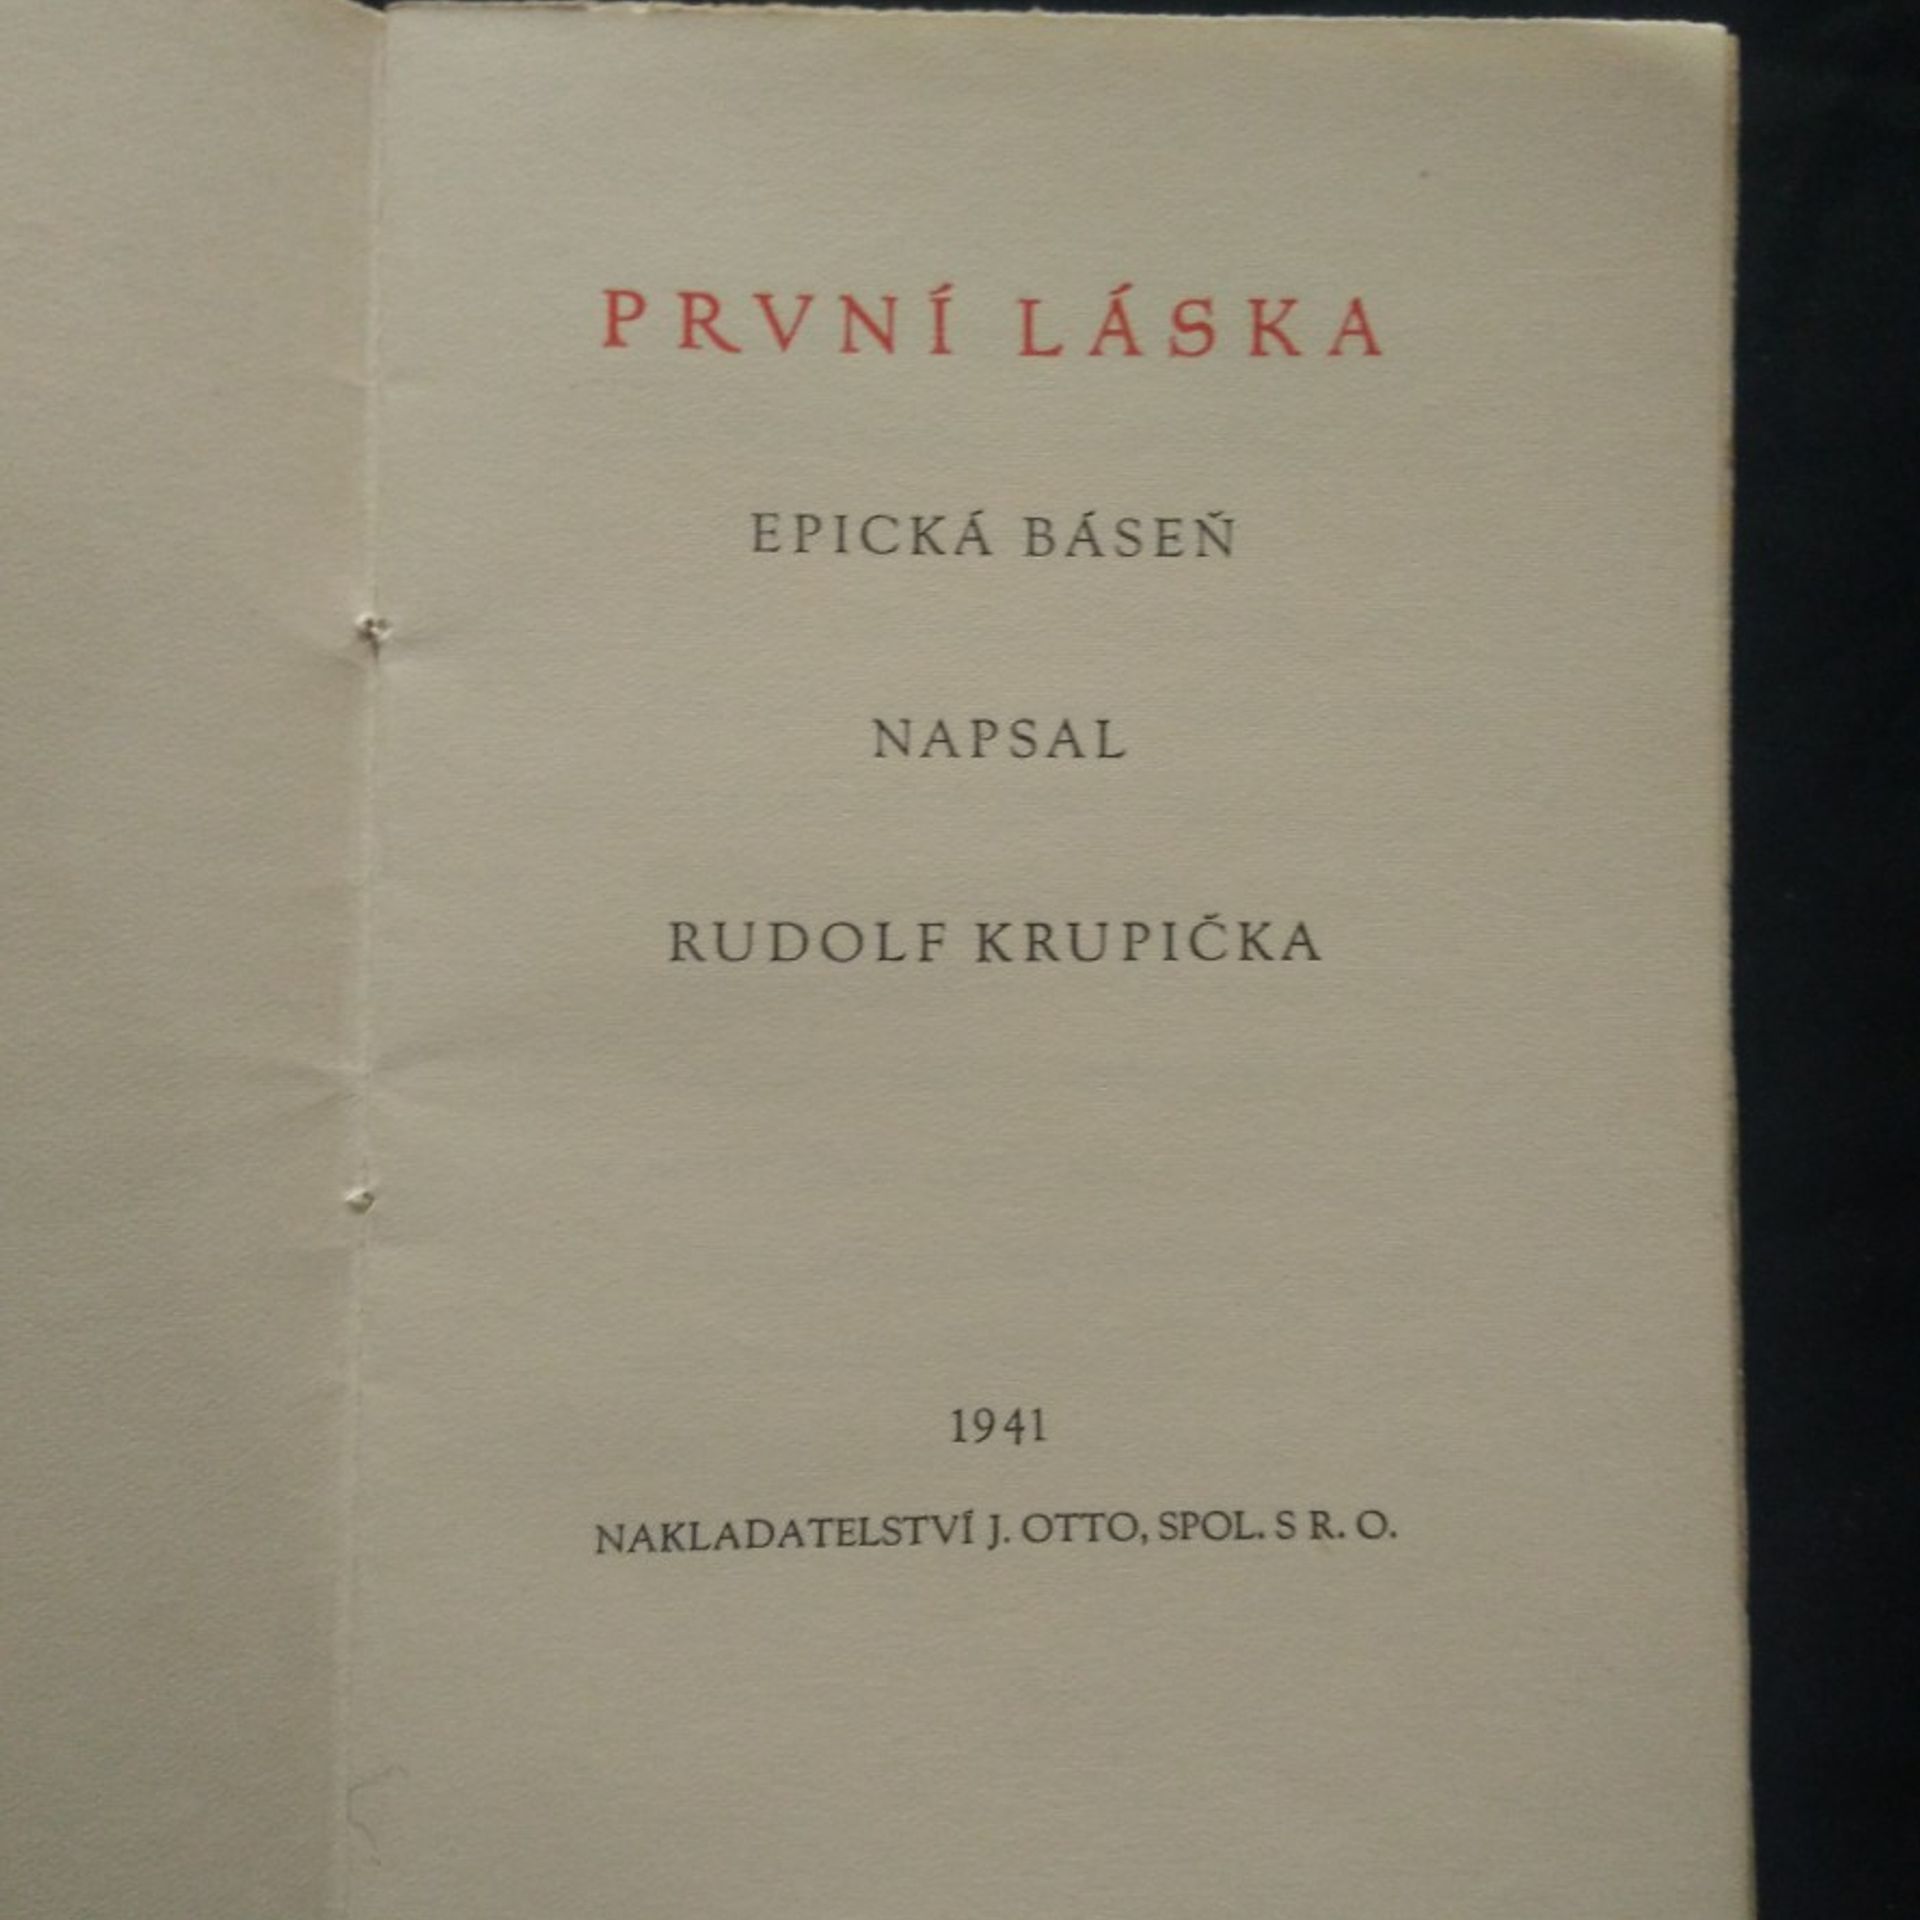 PRVNÍ LÁSKA
EPICKÁ BÁSEŇ
NAPSAL
RUDOLF KRUPIČKA
1941
NAKLADATELSTVÍ J. OTTO, SPOL. S R. O.